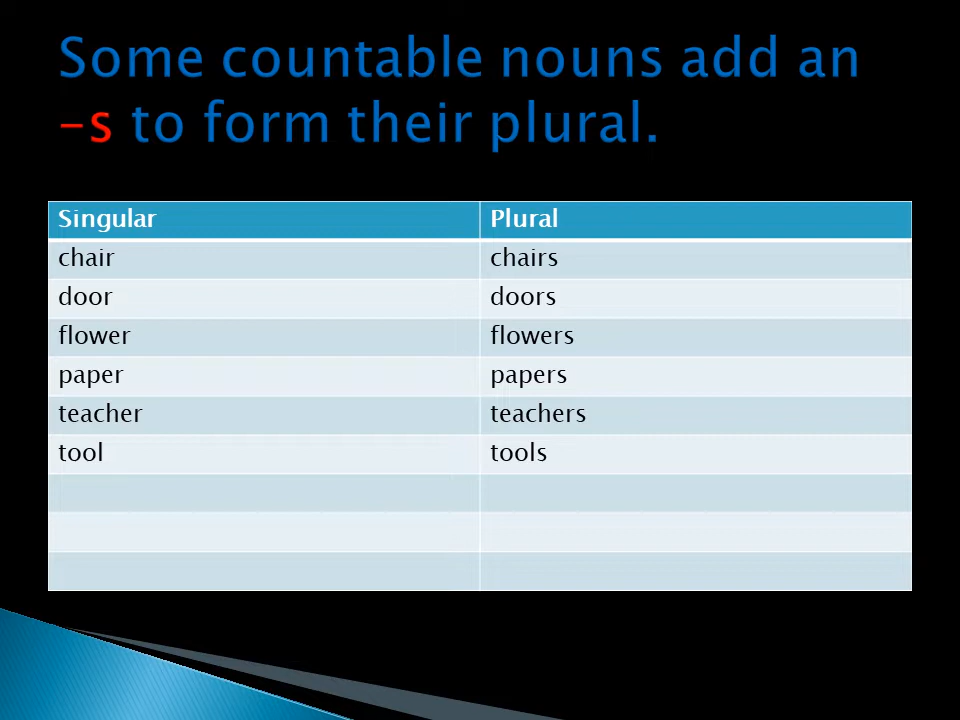 Some countable nouns add an
-s to form their plural.
Singular Plural
chair chairs
door doors
flower flowers
paper papers
teacher teachers
tool tools